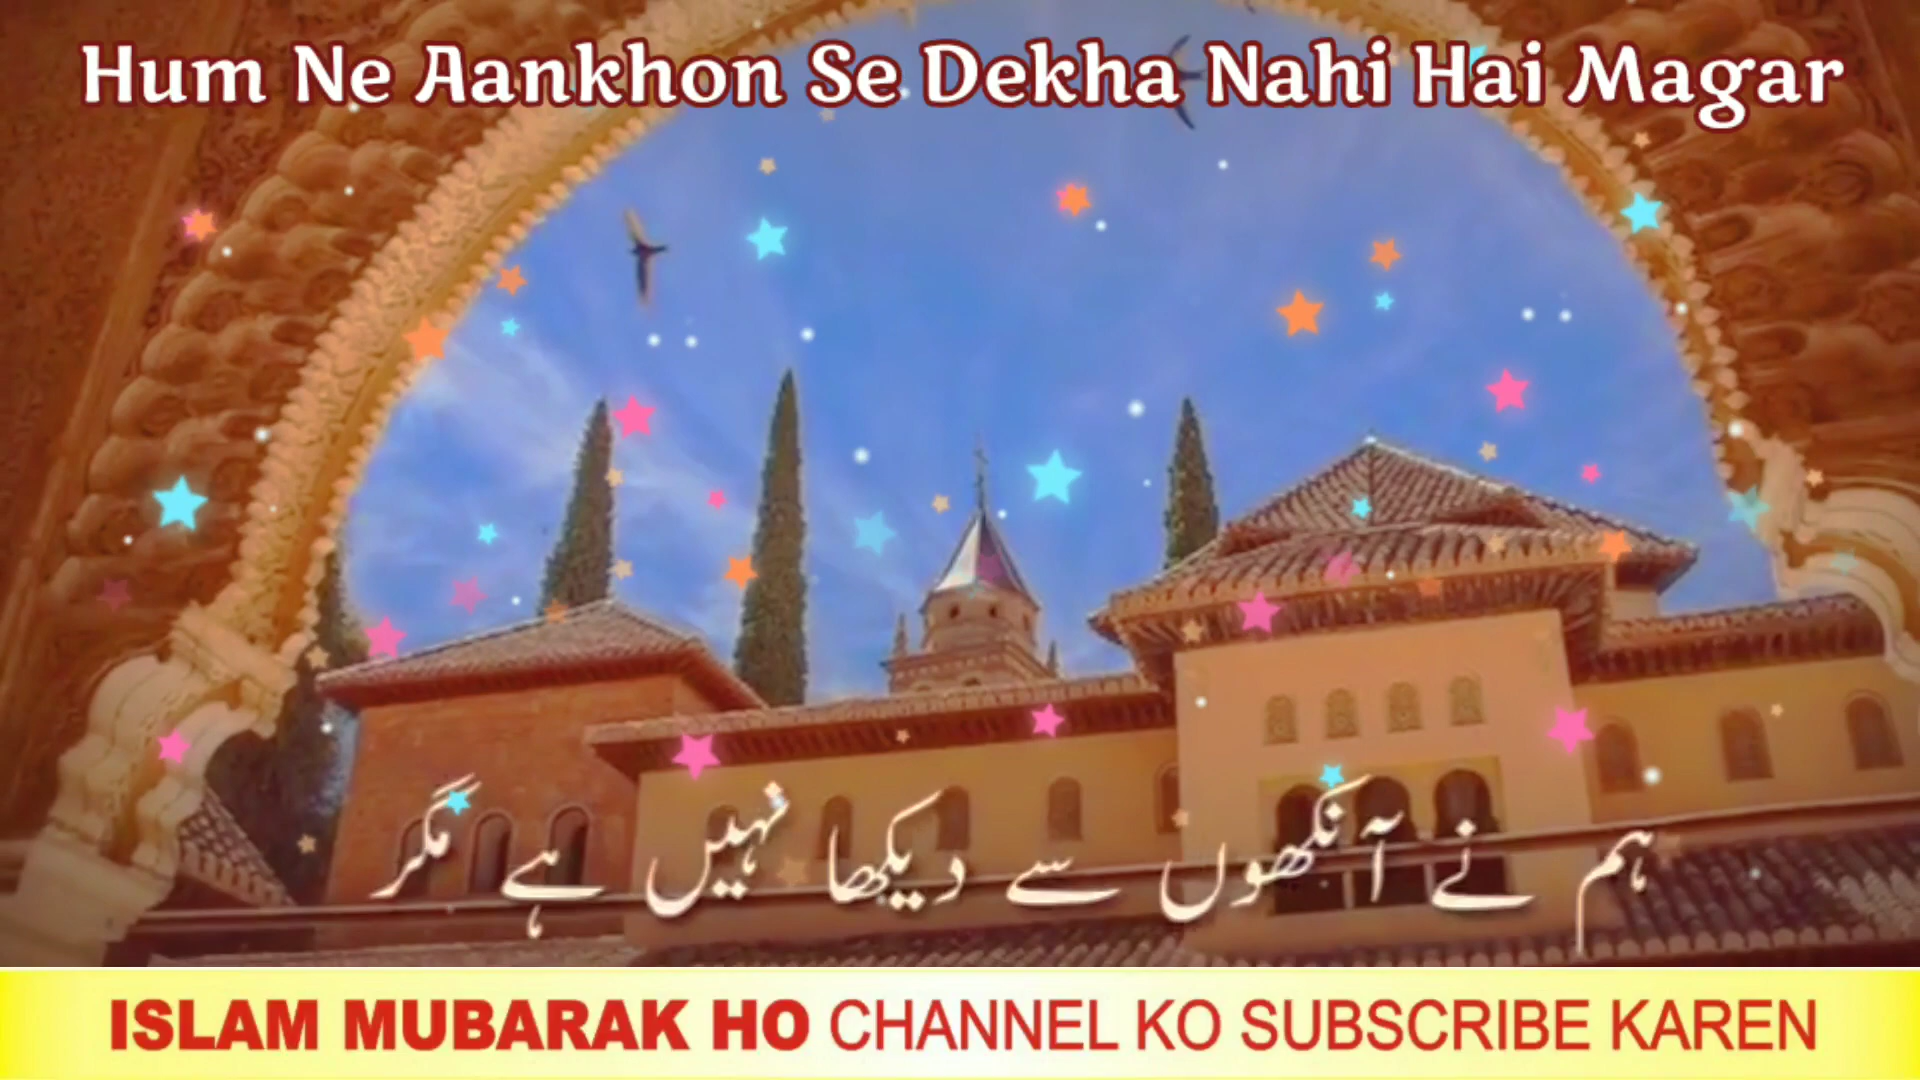 Hum Ne Aankhon Se Dekha Nahi Hai Magar
ہم نے آنکھوں سے دیکھا نہیں ہے مگر
ISLAM MUBARAK HO CHANNEL KO SUBSCRIBE KAREN